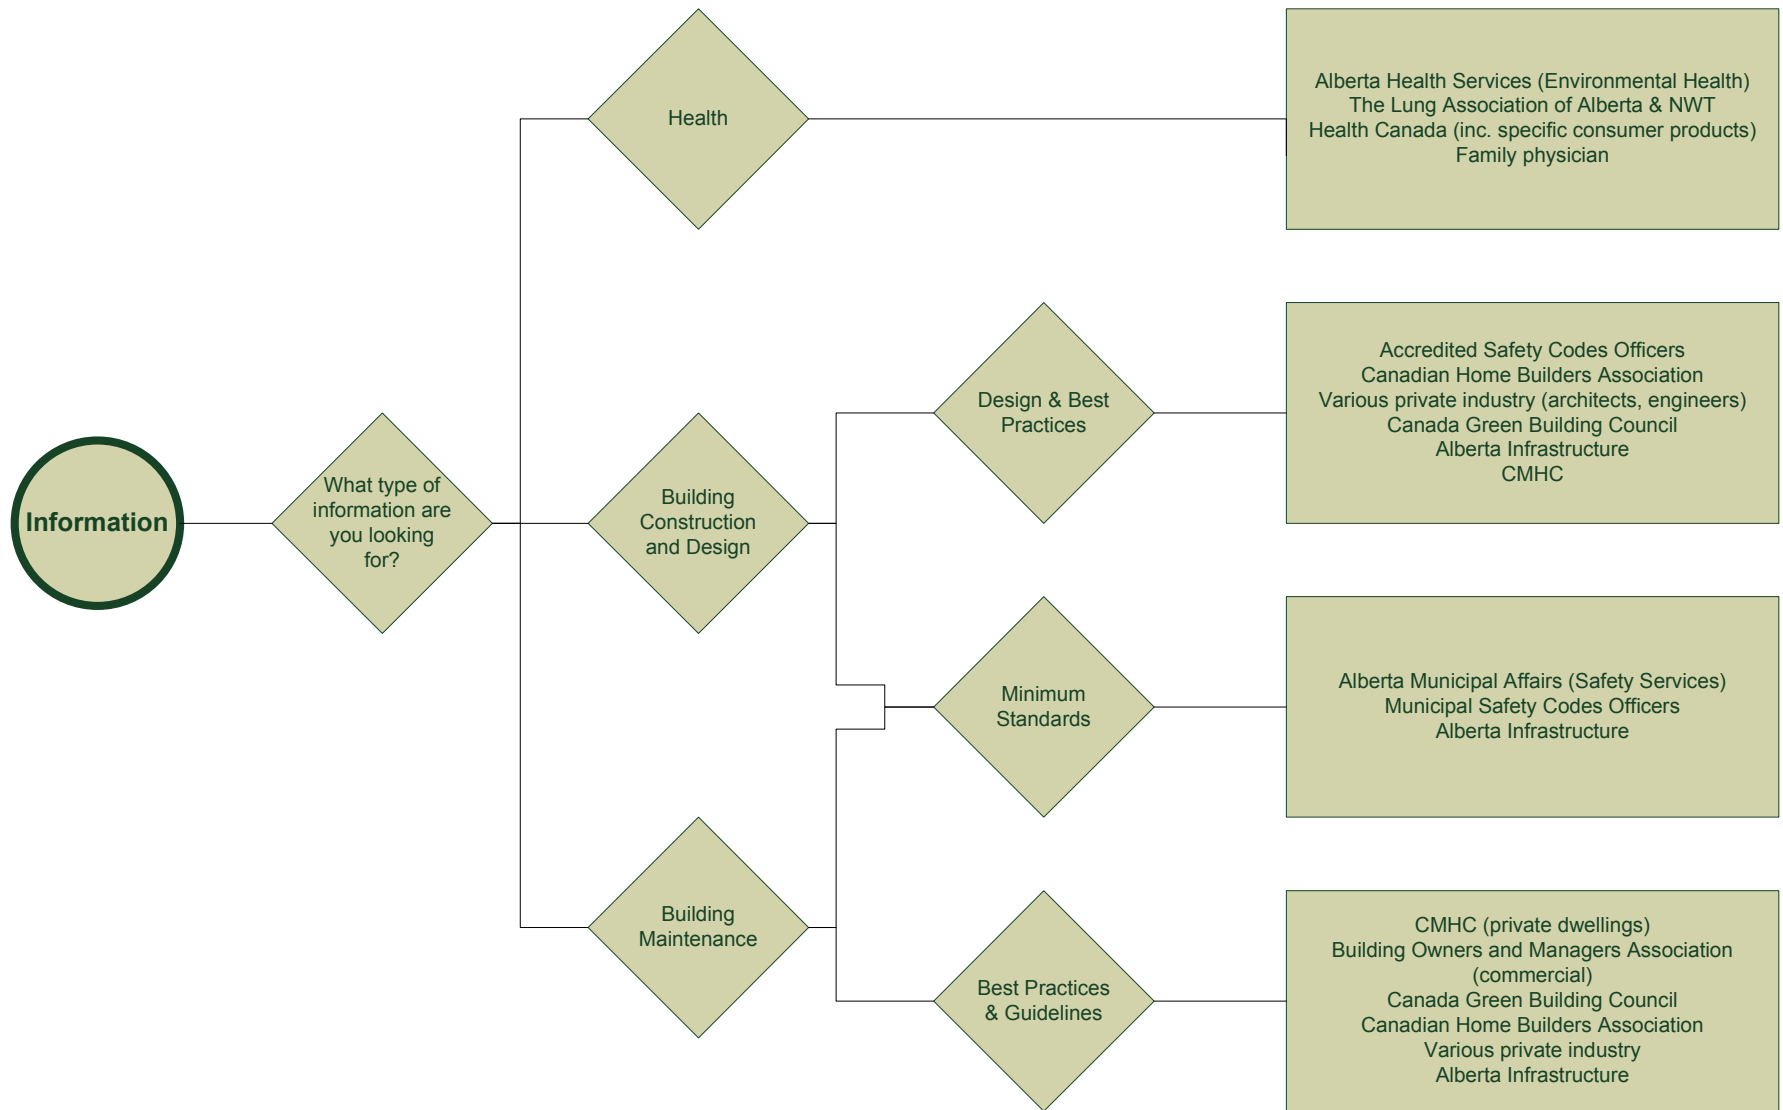 Information
What type of
information are
you looking
for?
Health
Alberta Health Services (Environmental Health)
The Lung Association of Alberta & NWT
Health Canada (inc. specific consumer products)
Family physician
Building
Construction
and Design
Design & Best
Practices
Accredited Safety Codes Officers
Canadian Home Builders Association
Various private industry (architects, engineers)
Canada Green Building Council
Alberta Infrastructure
CMHC
Minimum
Standards
Alberta Municipal Affairs (Safety Services)
Municipal Safety Codes Officers
Alberta Infrastructure
Building
Maintenance
Best Practices
& Guidelines
CMHC (private dwellings)
Building Owners and Managers Association
(commercial)
Canada Green Building Council
Canadian Home Builders Association
Various private industry
Alberta Infrastructure